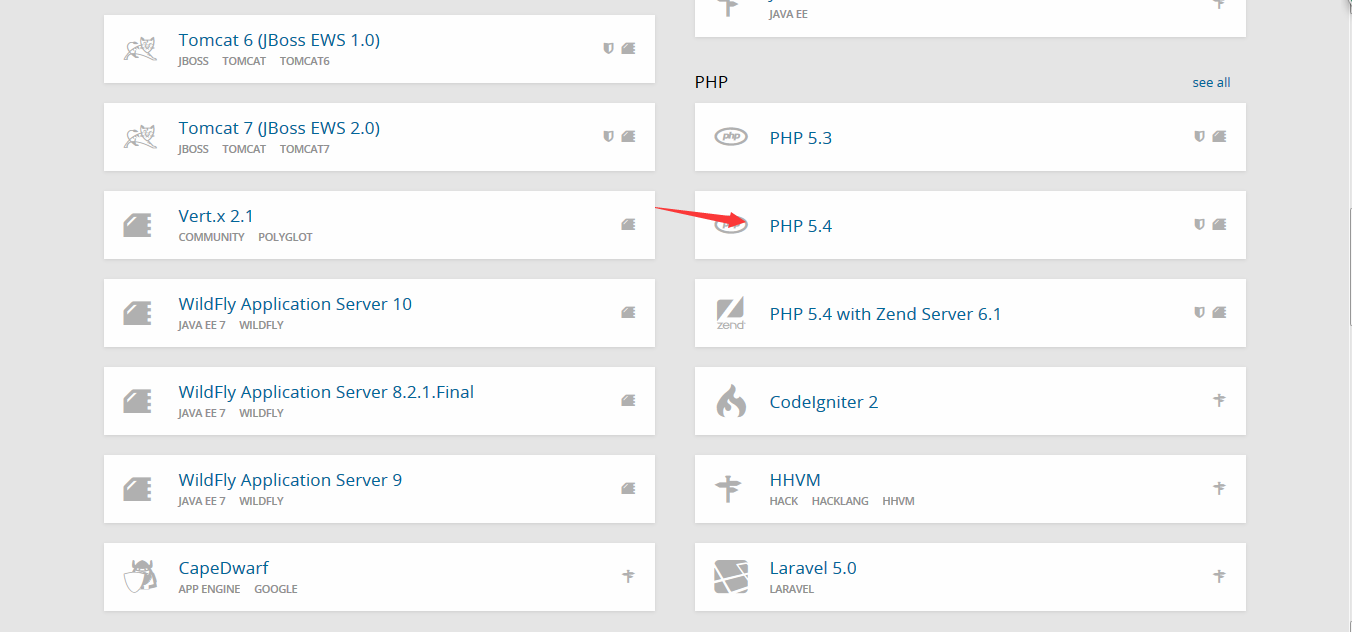 Tomcat 6 (JBoss EWS 1.0)
JBOSS TOMCAT TOMCAT6
Tomcat 7 (JBoss EWS 2.0)
JBOSS TOMCAT TOMCAT7
Vert.x 2.1
COMMUNITY POLYGLOT
WildFly Application Server 10
JAVA EE 7 WILDFLY
WildFly Application Server 8.2.1.Final
JAVA EE 7 WILDFLY
WildFly Application Server 9
JAVA EE 7 WILDFLY
CapeDwarf
APP ENGINE GOOGLE
JAVA EE
PHP see all
php PHP 5.3
PHP 5.4
zend PHP 5.4 with Zend Server 6.1
CodeIgniter 2
HHVM
HACK HACKLANG HHVM
Laravel 5.0
LARAVEL